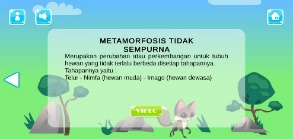 METAMORFOSIS TIDAK
SEMPURNA
Merupakan perubahan atau perkembangan untuk tubuh
hewan yang tidak terlalu berbeda disetiap tahapannya.
Tahapannya yaitu
Telur - Nimfa (hewan muda) - Imago (hewan dewasa)